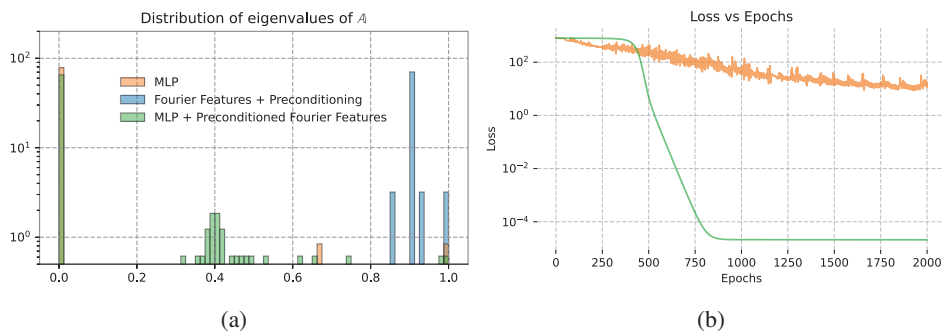 Distribution of eigenvalues of 𝔸
10²
10¹
10⁰
MLP
Fourier Features + Preconditioning
MLP + Preconditioned Fourier Features
0.0 0.2 0.4 0.6 0.8 1.0
(a)
Loss vs Epochs
Loss
10²
10⁰
10⁻²
10⁻⁴
0 250 500 750 1000 1250 1500 1750 2000
Epochs
(b)